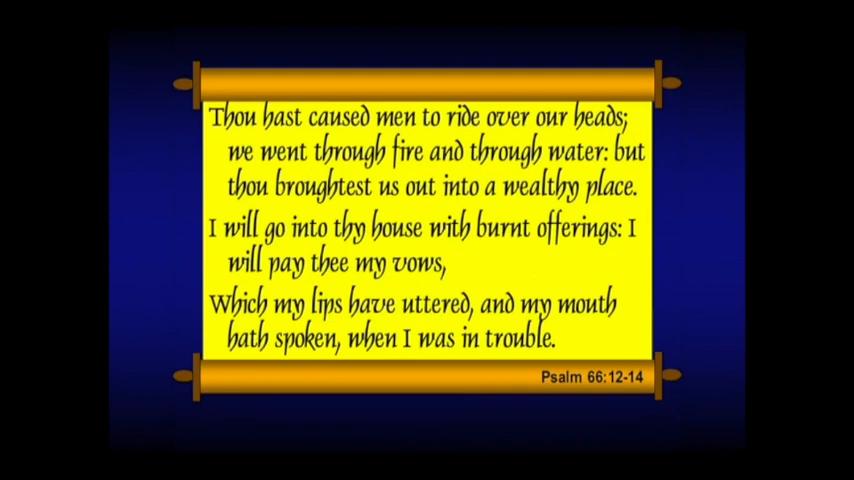 Thou hast caused men to ride over our heads;
we went through fire and through water: but
thou broughtest us out into a wealthy place.
I will go into thy house with burnt offerings: I
will pay thee my vows,
Which my lips have uttered, and my mouth
hath spoken, when I was in trouble.
Psalm 66:12-14